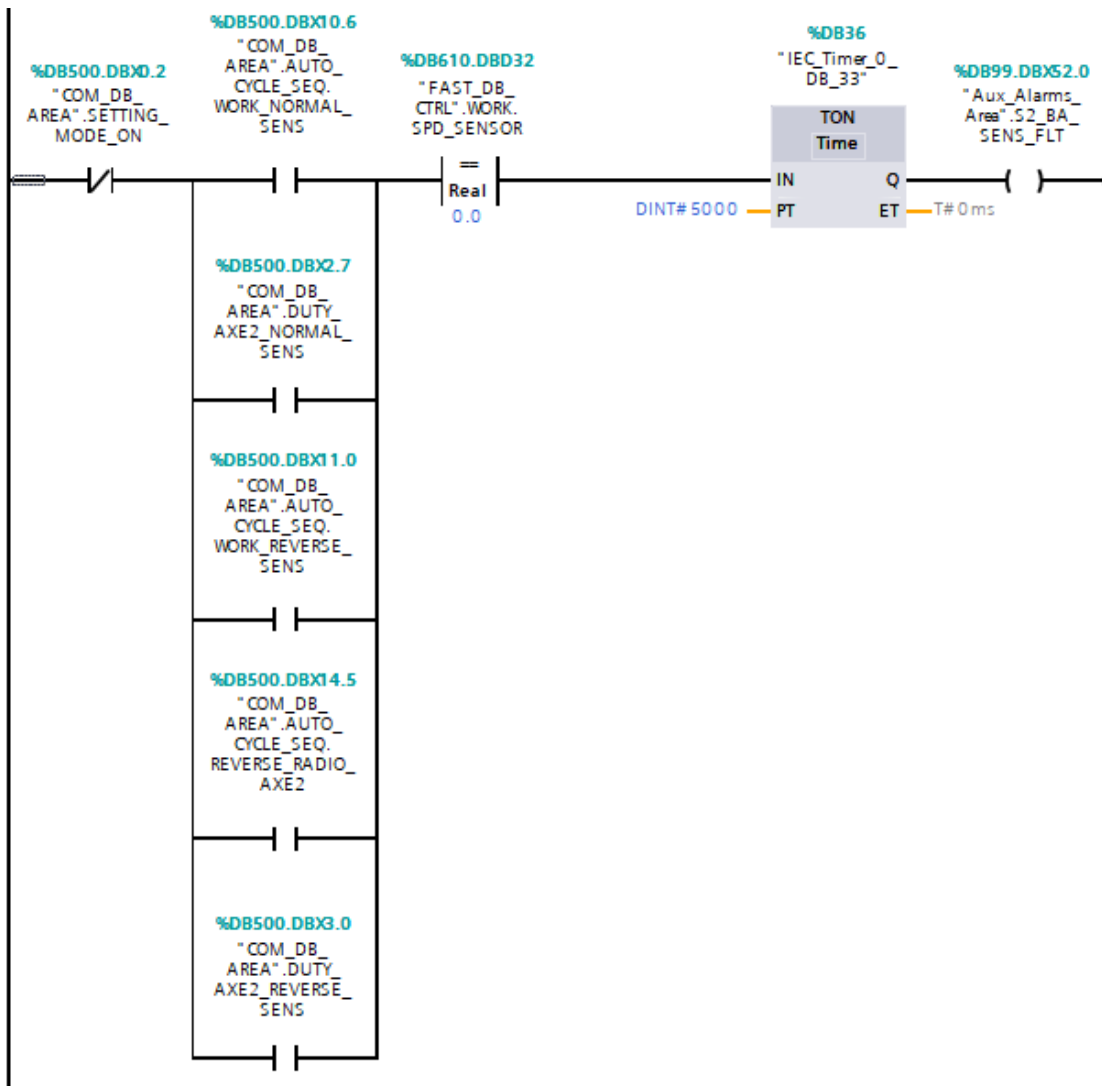 %DB500.DBX0.2
"COM_DB_
AREA".SETTING_
MODE_ON
%DB500.DBX10.6
"COM_DB_
AREA".AUTO_
CYCLE_SEQ.
WORK_NORMAL_
SENS
%DB610.DBD32
"FAST_DB_
CTRL".WORK.
SPD_SENSOR
==
Real
0.0
%DB36
"IEC_Timer_0_
DB_33"
TON
Time
IN
Q
DINT#5000
PT
ET
T#0ms
%DB99.DBX52.0
"Aux_Alarms_
Area".S2_BA_
SENS_FLT
%DB500.DBX2.7
"COM_DB_
AREA".DUTY_
AXE2_NORMAL_
SENS
%DB500.DBX11.0
"COM_DB_
AREA".AUTO_
CYCLE_SEQ.
WORK_REVERSE_
SENS
%DB500.DBX14.5
"COM_DB_
AREA".AUTO_
CYCLE_SEQ.
REVERSE_RADIO_
AXE2
%DB500.DBX3.0
"COM_DB_
AREA".DUTY_
AXE2_REVERSE_
SENS